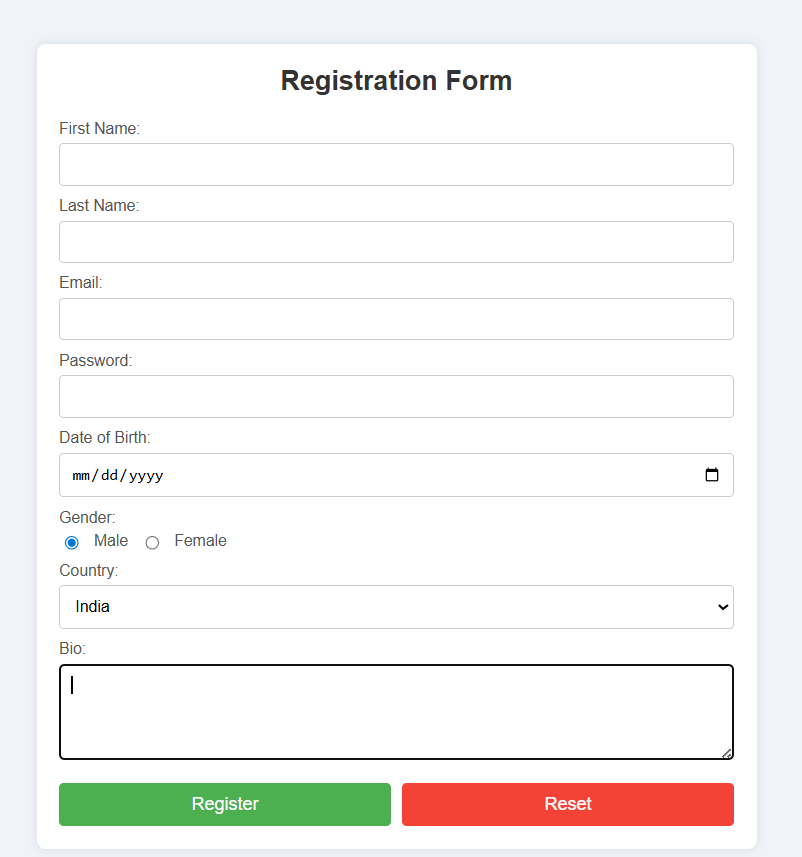 Registration Form
First Name:
Last Name:
Email:
Password:
Date of Birth:
mm/dd/yyyy
Gender:
Male Female
Country:
India
Bio:
Register Reset